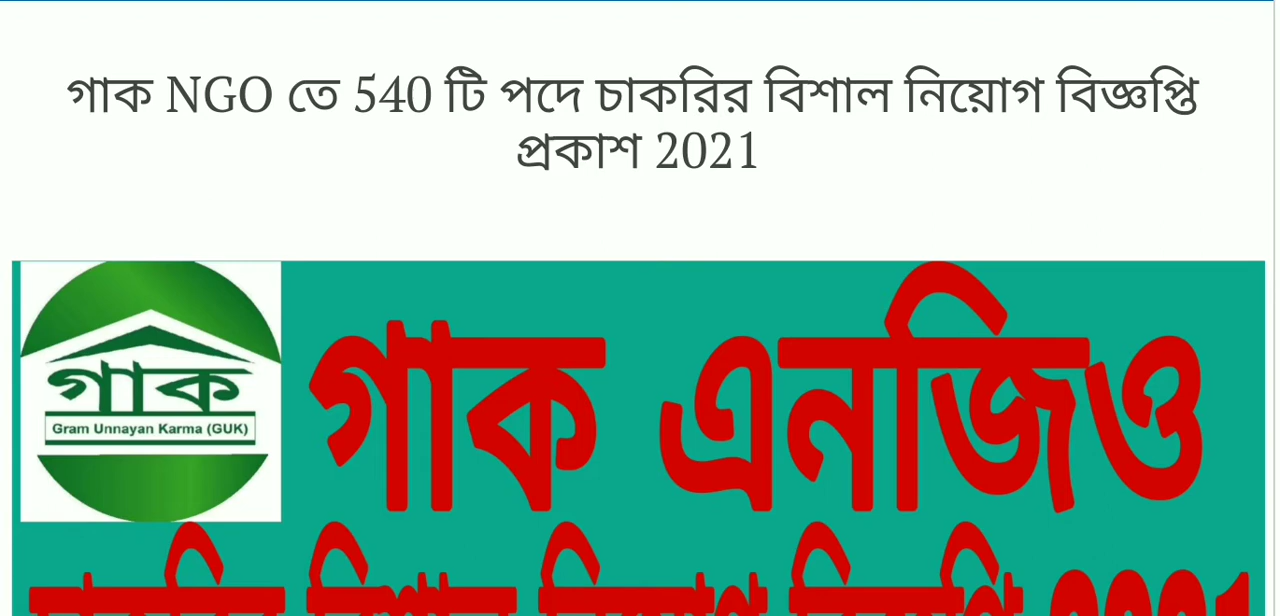 গাক NGO তে 540 টি পদে চাকরির বিশাল নিয়োগ বিজ্ঞপ্তি
প্রকাশ 2021
গাক এনজিও
গাক
Gram Unnayan Karma (GUK)